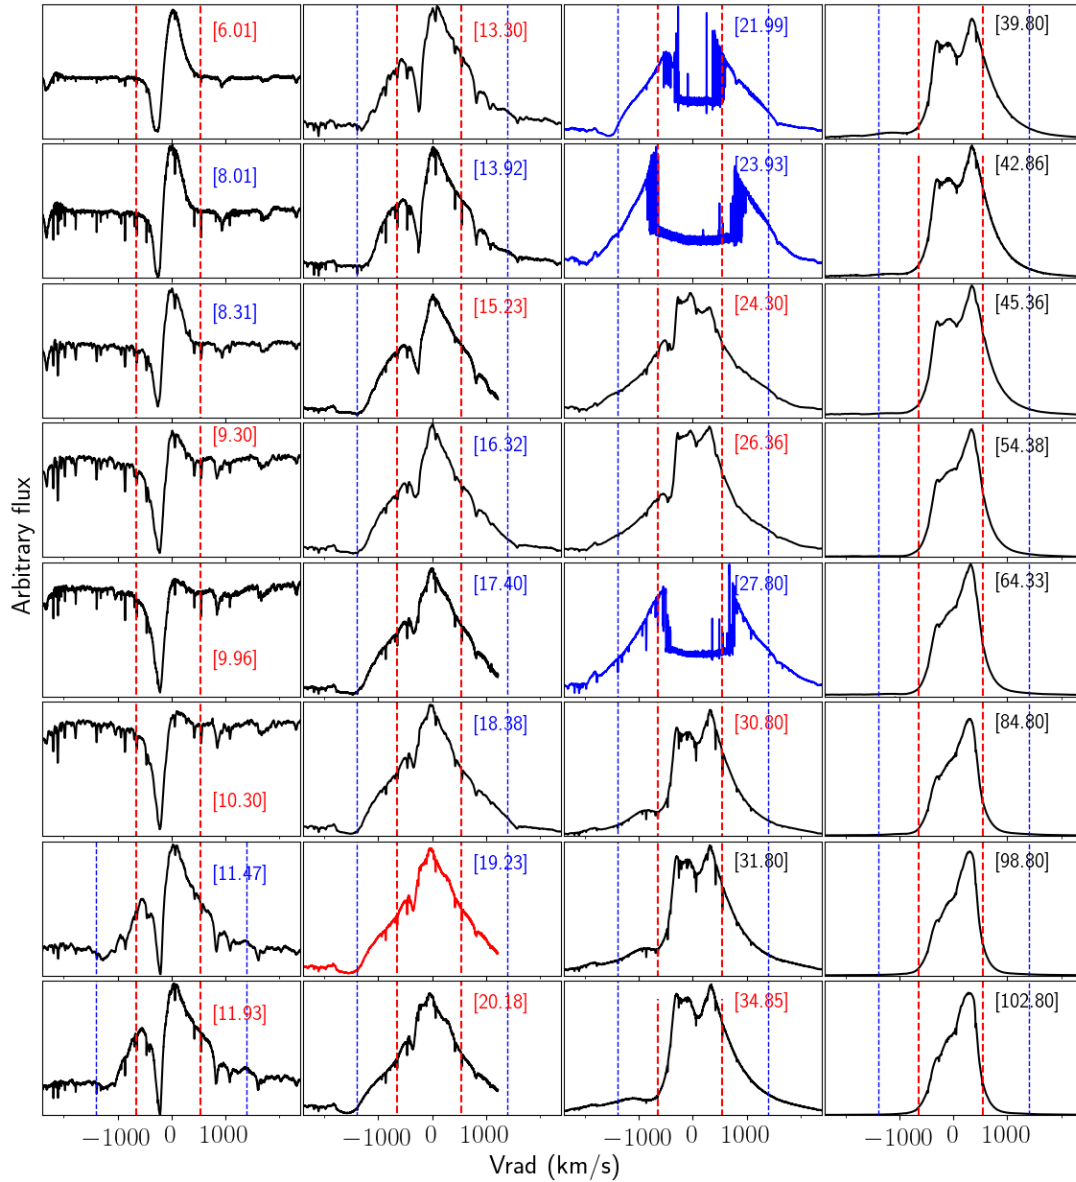 [6.01] [13.30] [21.99] [39.80]
[8.01] [13.92] [23.93] [42.86]
[8.31] [15.23] [24.30] [45.36]
[9.30] [16.32] [26.36] [54.38]
[9.96] [17.40] [27.80] [64.33]
[10.30] [18.38] [30.80] [84.80]
[11.47] [19.23] [31.80] [98.80]
[11.93] [20.18] [34.85] [102.80]
Arbitrary flux
−1000 0 1000 −1000 0 1000 −1000 0 1000 −1000 0 1000
Vrad (km/s)